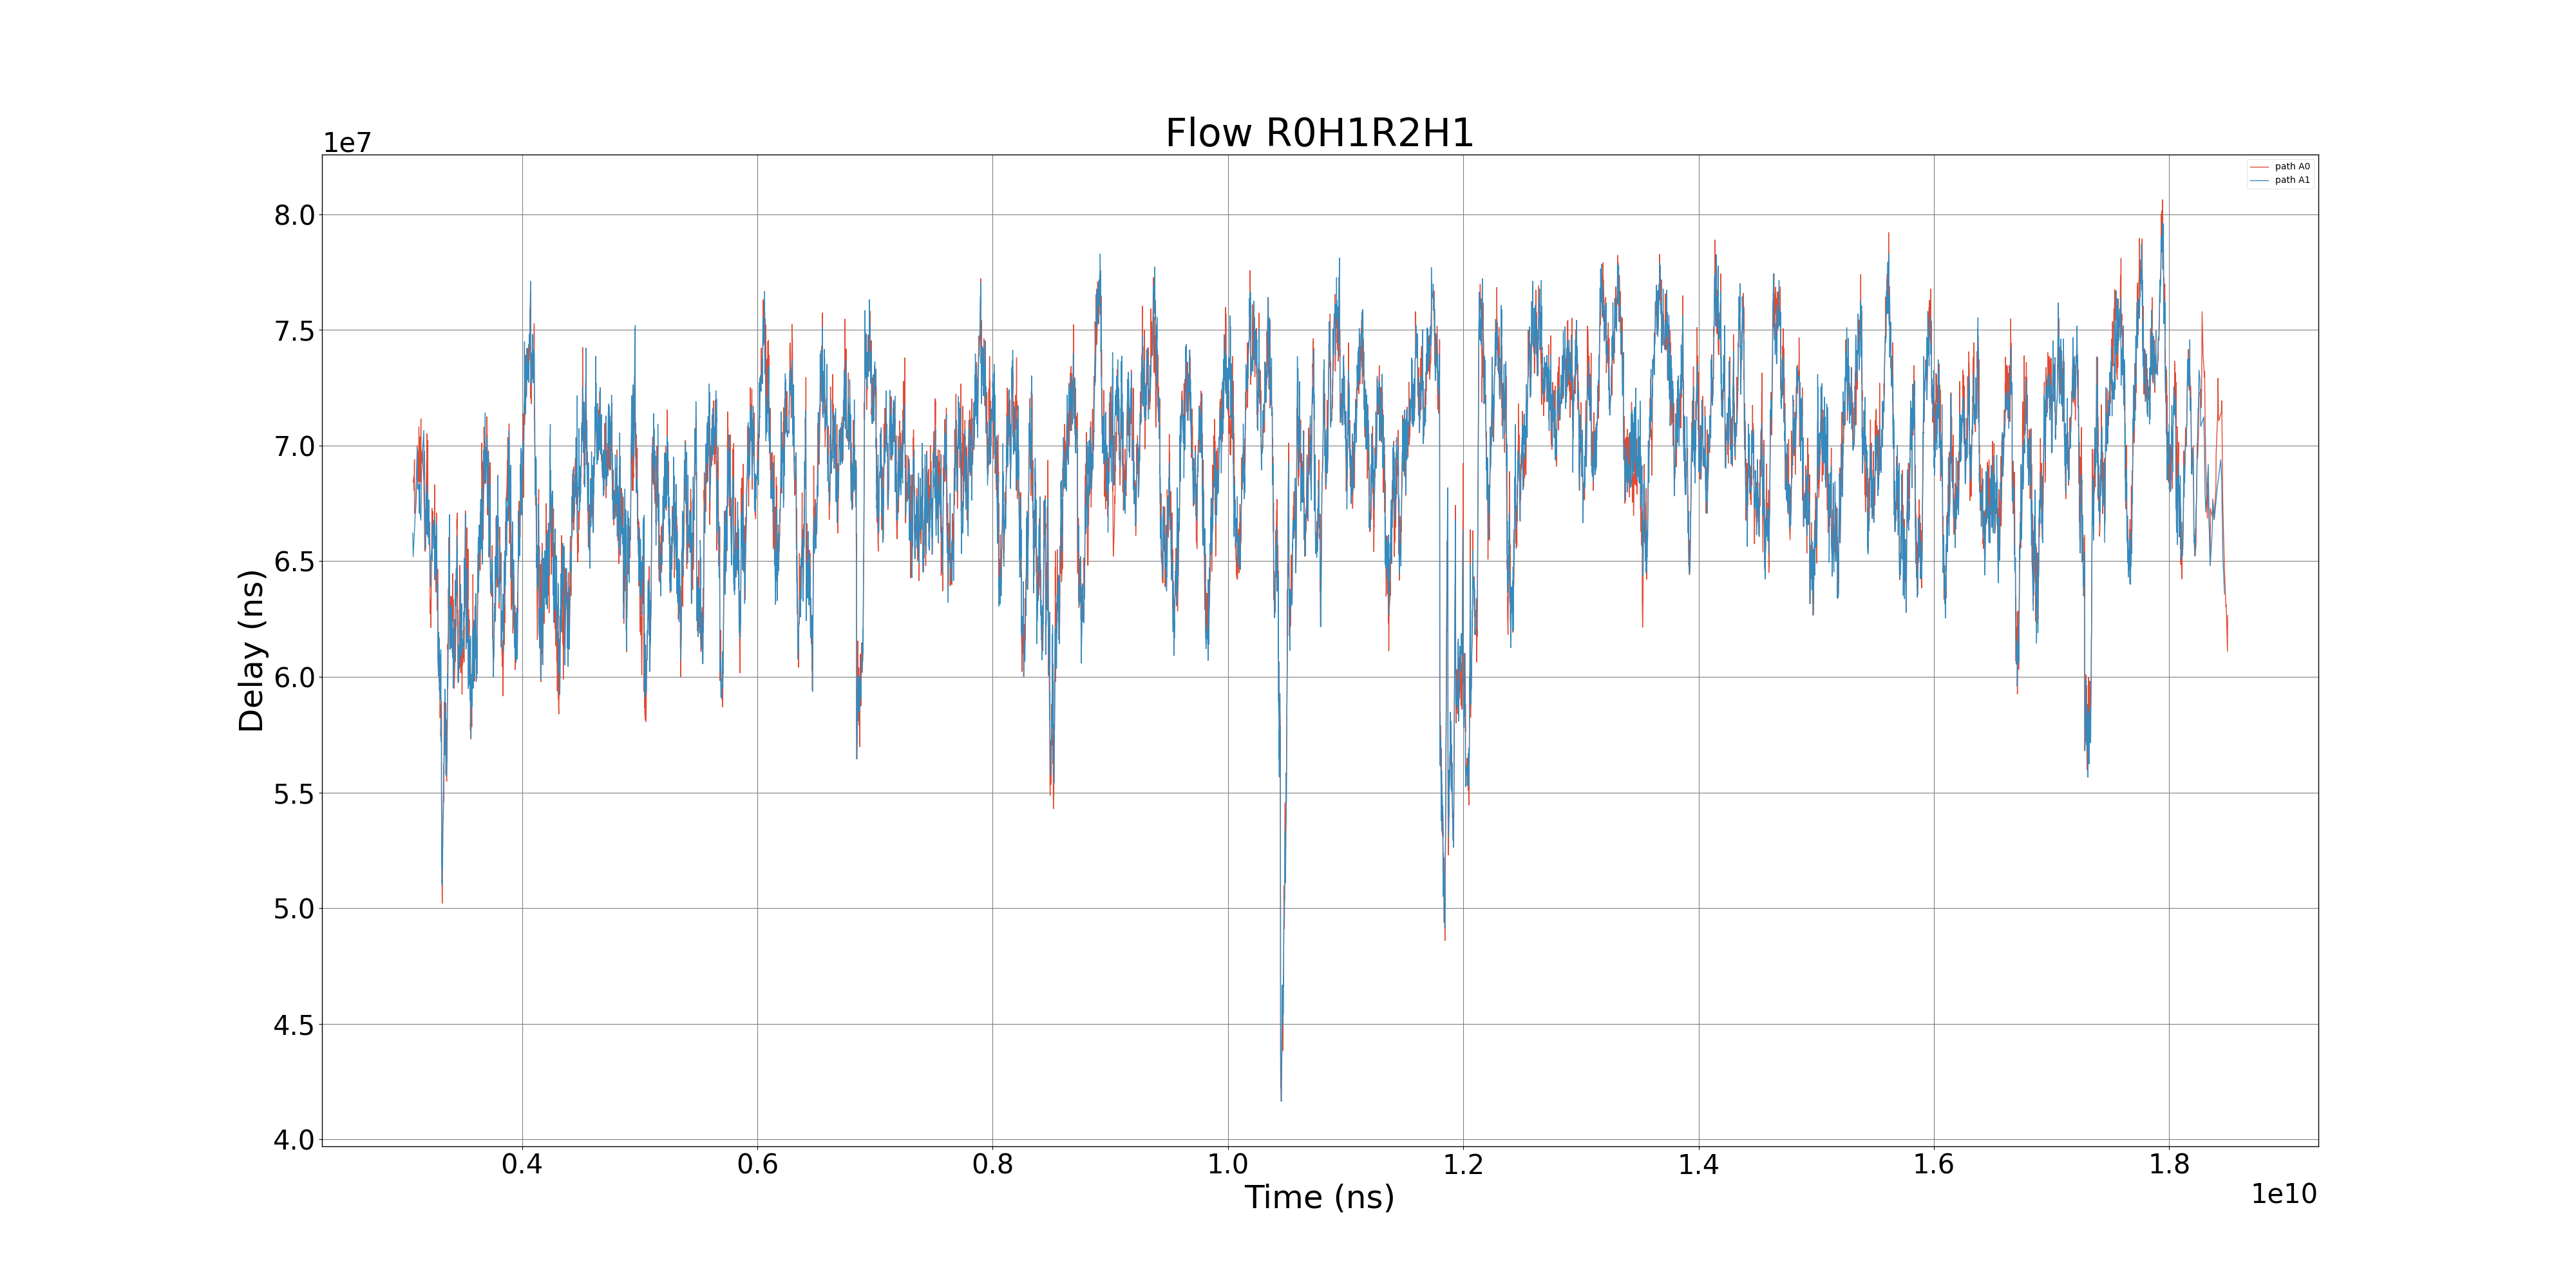 Flow R0H1R2H1
1e7
path A0
path A1
8.0
7.5
7.0
6.5
6.0
5.5
5.0
4.5
4.0
Delay (ns)
0.4 0.6 0.8 1.0 1.2 1.4 1.6 1.8
Time (ns)
1e10